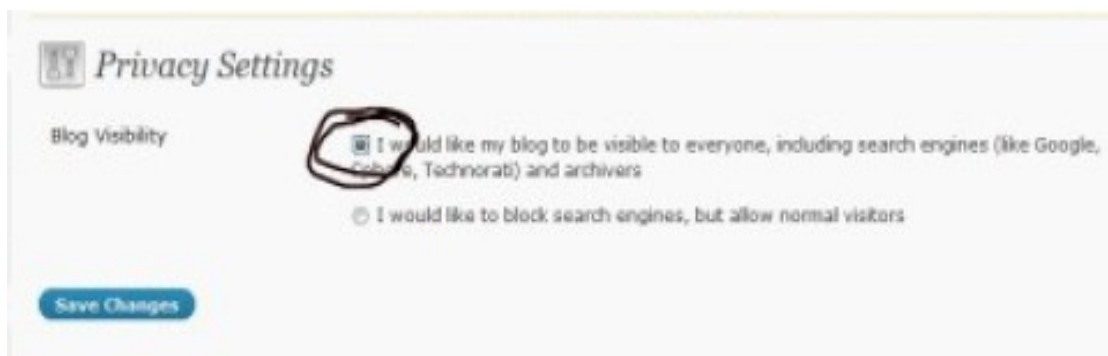 Privacy Settings
Blog Visibility
I would like my blog to be visible to everyone, including search engines (like Google,
Sphere, Technorati) and archivers
I would like to block search engines, but allow normal visitors
Save Changes